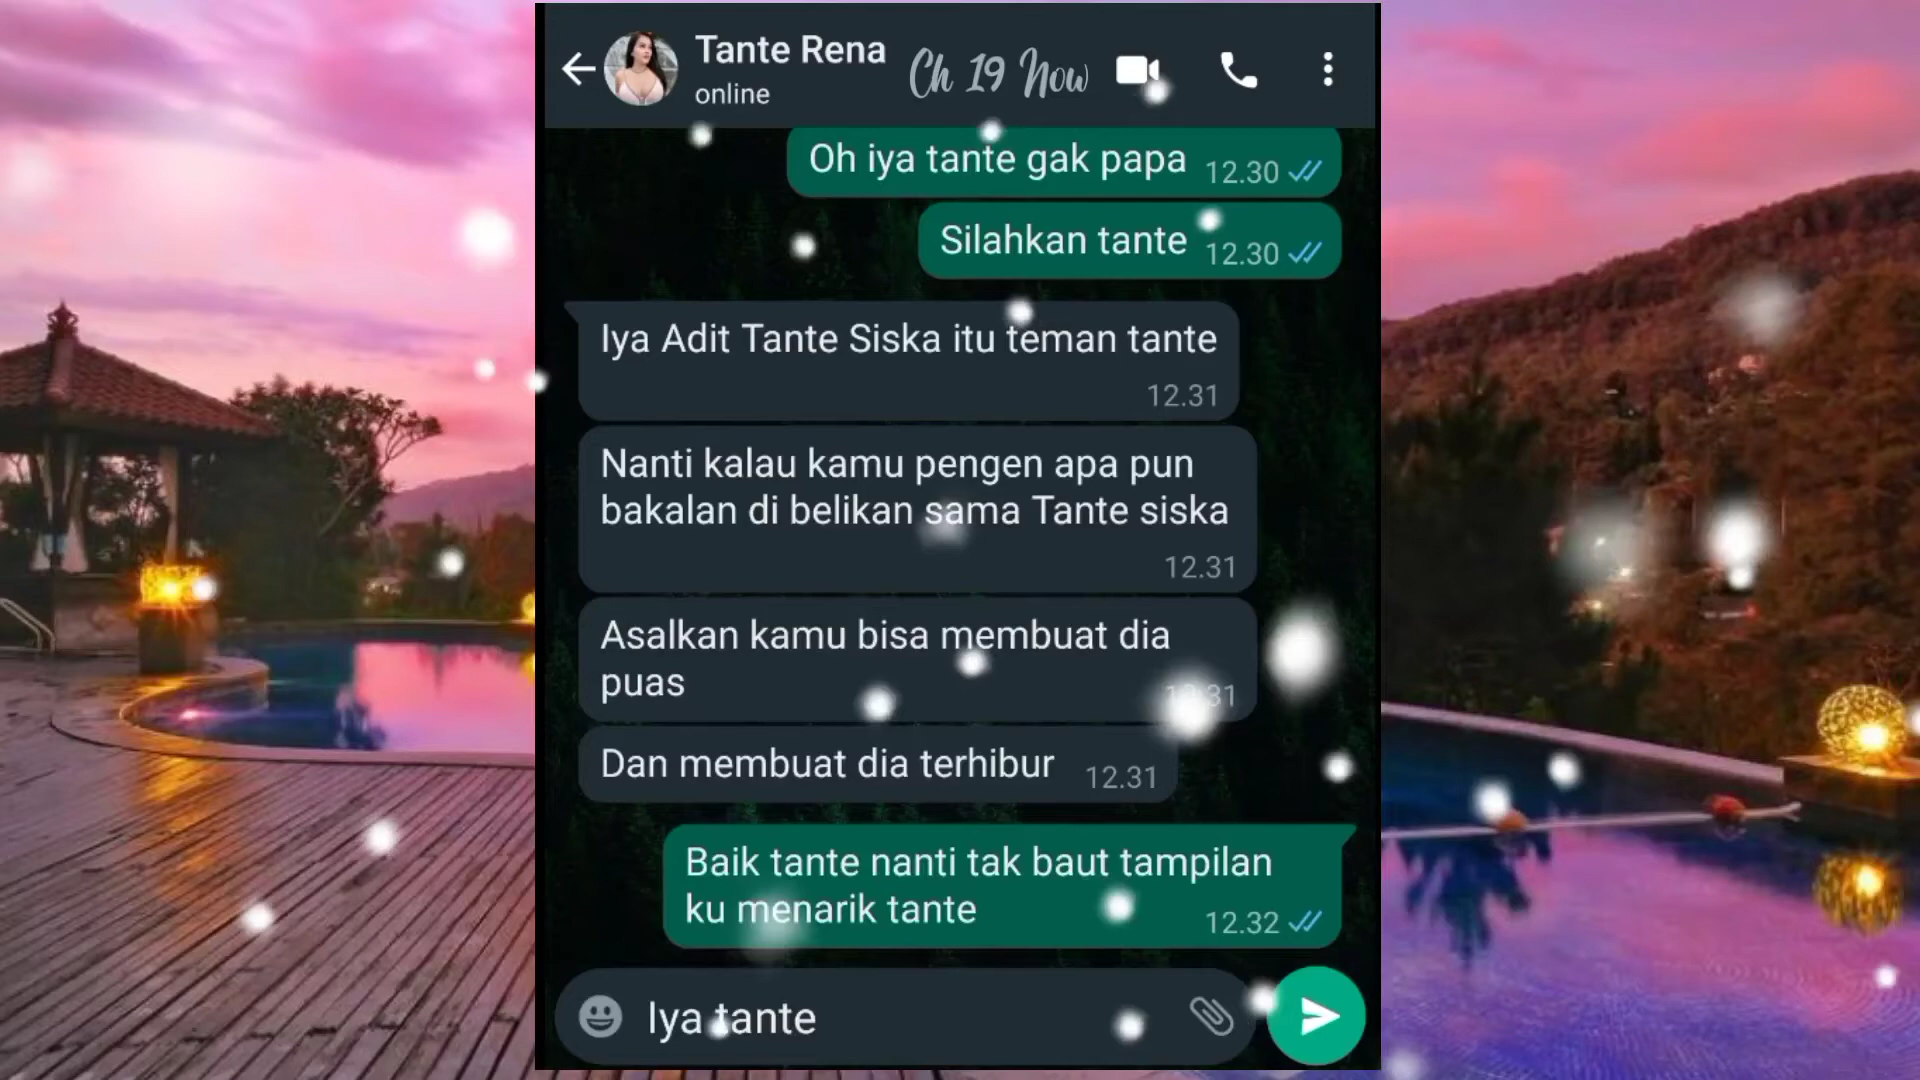 Tante Rena
online
Ch 19 Now
Oh iya tante gak papa 12.30
Silahkan tante 12.30
Iya Adit Tante Siska itu teman tante
12.31
Nanti kalau kamu pengen apa pun
bakalan di belikan sama Tante siska
12.31
Asalkan kamu bisa membuat dia
puas 12.31
Dan membuat dia terhibur 12.31
Baik tante nanti tak baut tampilan
ku menarik tante 12.32
Iya tante